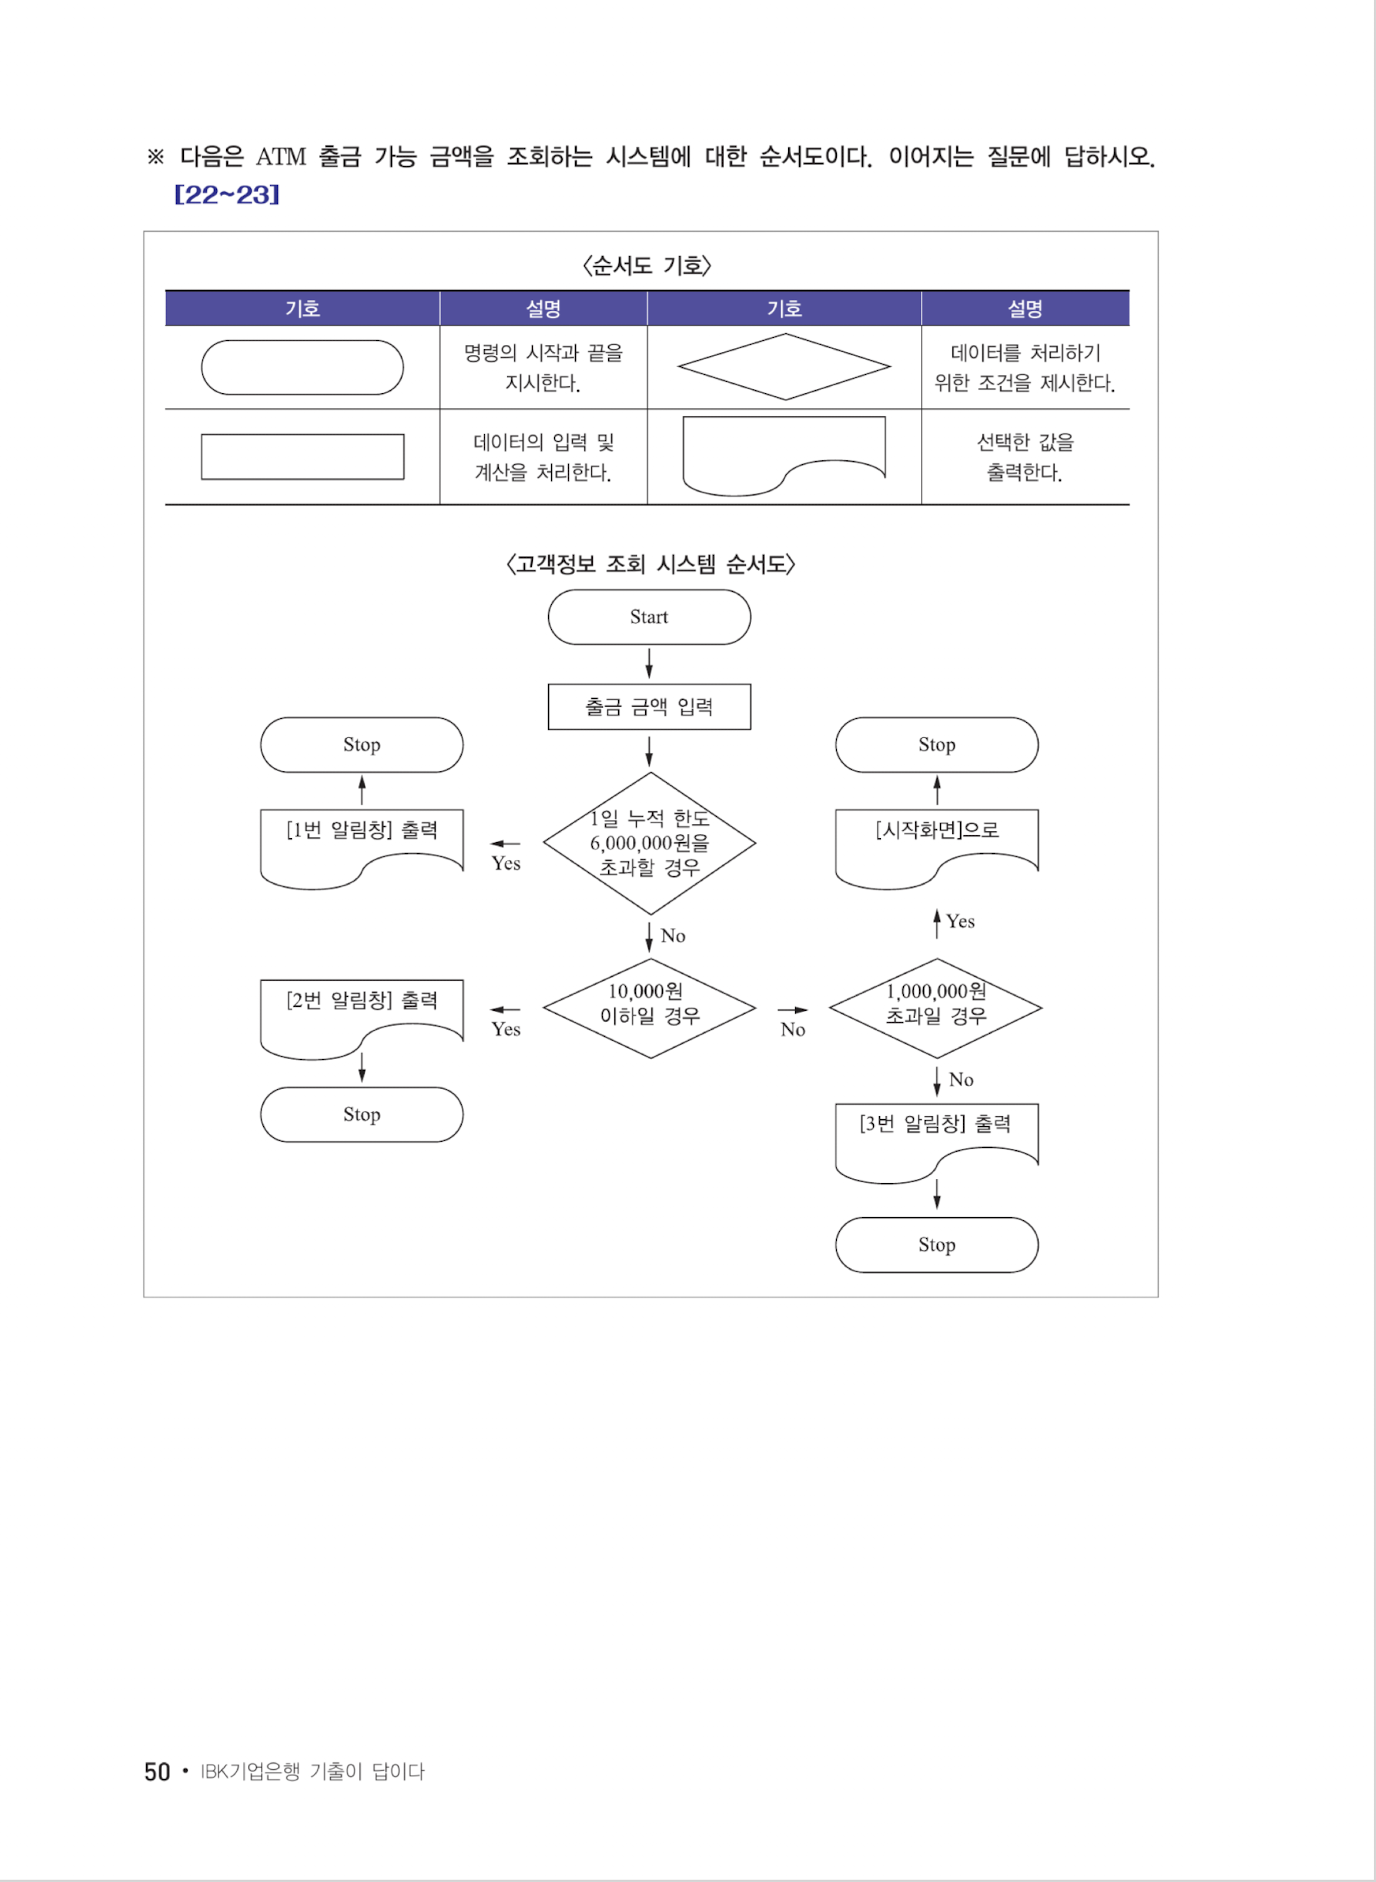 ※ 다음은 ATM 출금 가능 금액을 조회하는 시스템에 대한 순서도이다. 이어지는 질문에 답하시오.
[22~23]
〈순서도 기호〉
기호 설명 기호 설명
명령의 시작과 끝을
지시한다.
데이터를 처리하기
위한 조건을 제시한다.
데이터의 입력 및
계산을 처리한다.
선택한 값을
출력한다.
〈고객정보 조회 시스템 순서도〉
Start
출금 금액 입력
Stop
Stop
[1번 알림창] 출력
Yes
1일 누적 한도
6,000,000원을
초과할 경우
[시작화면]으로
No
Yes
[2번 알림창] 출력
Yes
10,000원
이하일 경우
No
1,000,000원
초과일 경우
Stop
No
[3번 알림창] 출력
Stop
50 • IBK기업은행 기출이 답이다